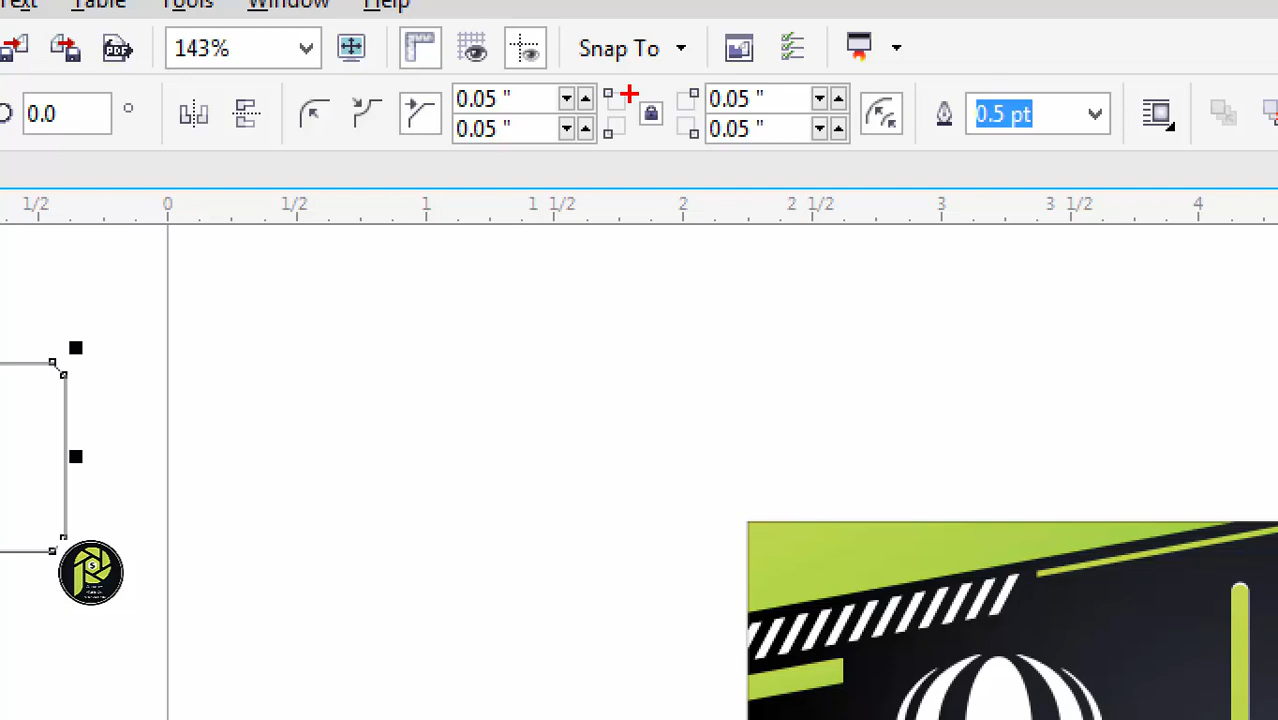 Text Table Tools Window Help
PDF 143% Snap To
0.0 ° 0.05 " 0.05 " 0.5 pt
0.05 " 0.05 "
1/2 0 1/2 1 1 1/2 2 2 1/2 3 3 1/2 4